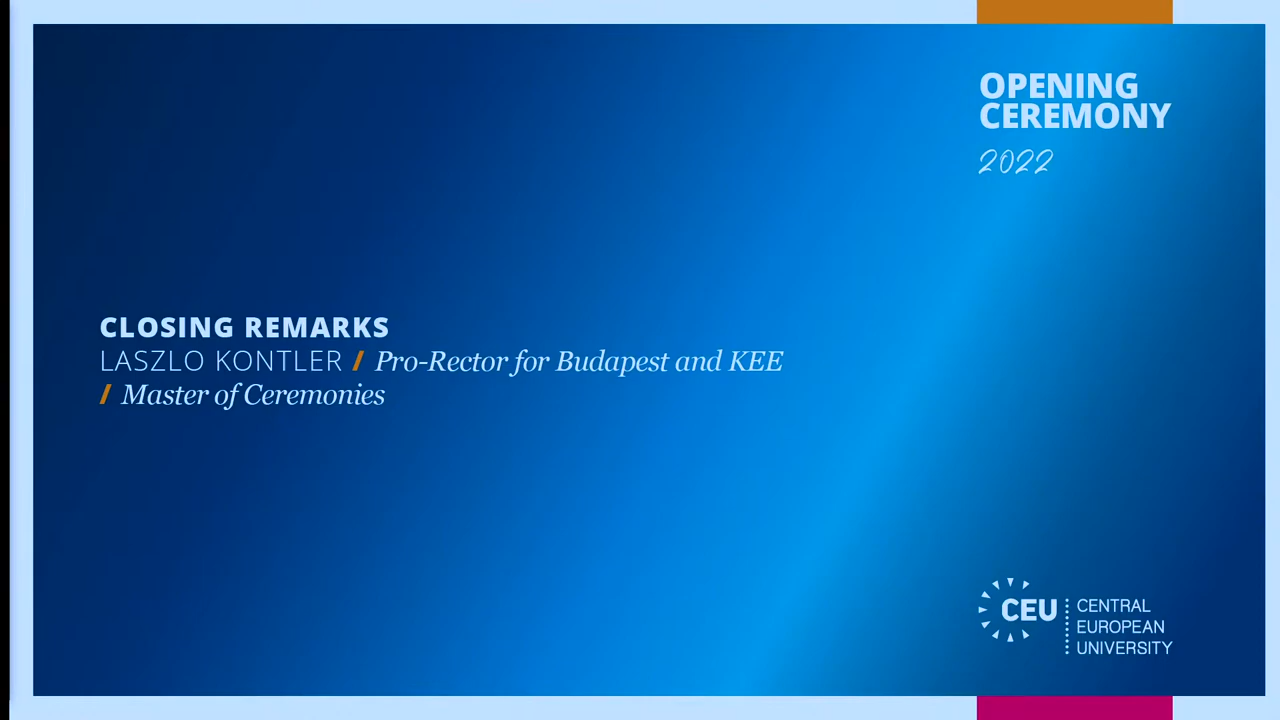 OPENING
CEREMONY
2022
CLOSING REMARKS
LASZLO KONTLER / Pro-Rector for Budapest and KEE
/ Master of Ceremonies
CEU
CENTRAL
EUROPEAN
UNIVERSITY